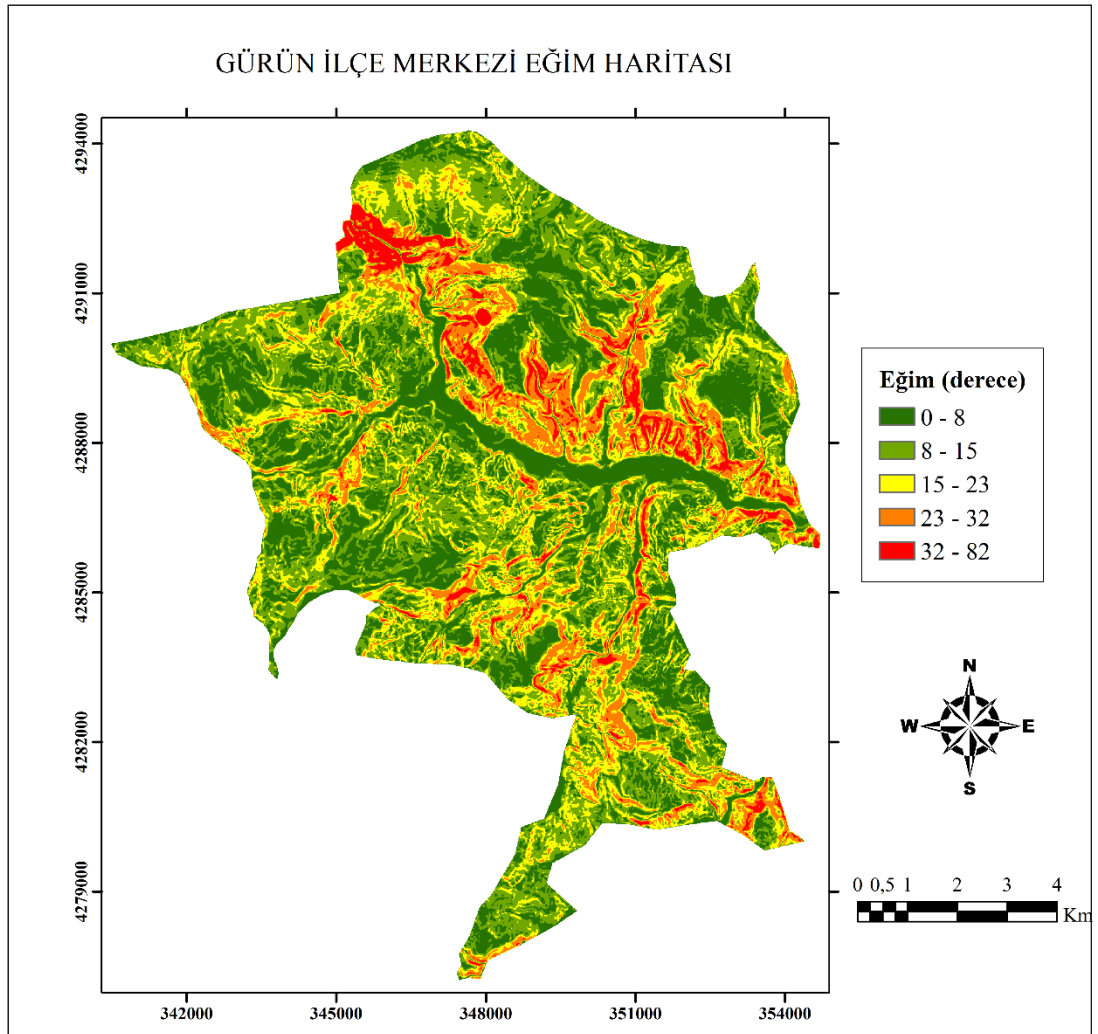 GÜRÜN İLÇE MERKEZİ EĞİM HARİTASI
4294000
4291000
4288000
4285000
4282000
4279000
342000 345000 348000 351000 354000
Eğim (derece)
0 - 8
8 - 15
15 - 23
23 - 32
32 - 82
N
W E
S
0 0,5 1 2 3 4
Km